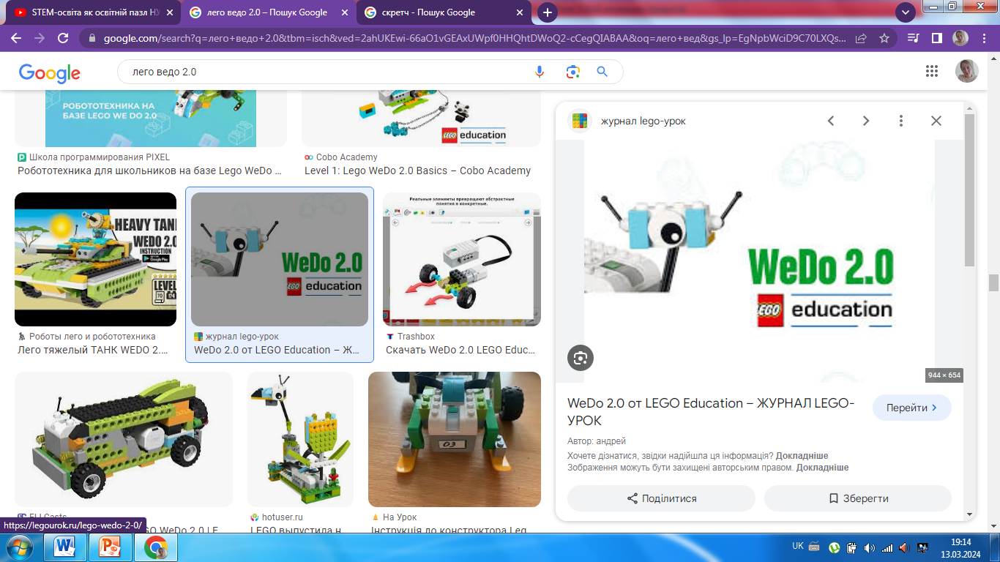 STEM-освіта як освітній пазл НУ
лего ведо 2.0 – Пошук Google
скретч - Пошук Google
google.com/search?q=лего+ведо+2.0&tbm=isch&ved=2ahUKEwi-66aO1vGEAxUWpf0HHQhtDWoQ2-cCegQIABAA&oq=лего+вед&gs_lp=EgNpbWciD9C70LXQs...
Google
лего ведо 2.0
РОБОТОТЕХНИКА НА
БАЗЕ LEGO WE DO 2.0
LEGO education
Школа программирования PIXEL
Робототехника для школьников на базе Lego WeDo ...
Cobo Academy
Level 1: Lego WeDo 2.0 Basics – Cobo Academy
HEAVY TANK
WEDO 2.0
INSTRUCTION
Google Play
LEVEL
Роботы лего и робототехника
Лего тяжелый ТАНК WEDO 2....
WeDo 2.0
LEGO education
журнал lego-урок
WeDo 2.0 от LEGO Education – Ж...
Реальные элементы превращают абстрактные
понятия в конкретные.
Trashbox
Скачать WeDo 2.0 LEGO Educ...
03
hotuser.ru
LEGO выпустила н
На Урок
Інструкція до конструктора Leg
https://legourok.ru/lego-wedo-2-0/
журнал lego-урок
WeDo 2.0
LEGO education
944 × 654
WeDo 2.0 от LEGO Education – ЖУРНАЛ LEGO-
УРОК
Перейти
Автор: андрей
Хочете дізнатися, звідки надійшла ця інформація? Докладніше
Зображення можуть бути захищені авторським правом. Докладніше
Поділитися
Зберегти
UK
19:14
13.03.2024